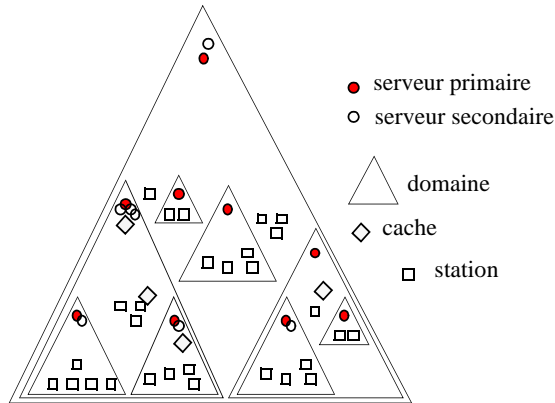 serveur primaire
serveur secondaire
domaine
cache
station